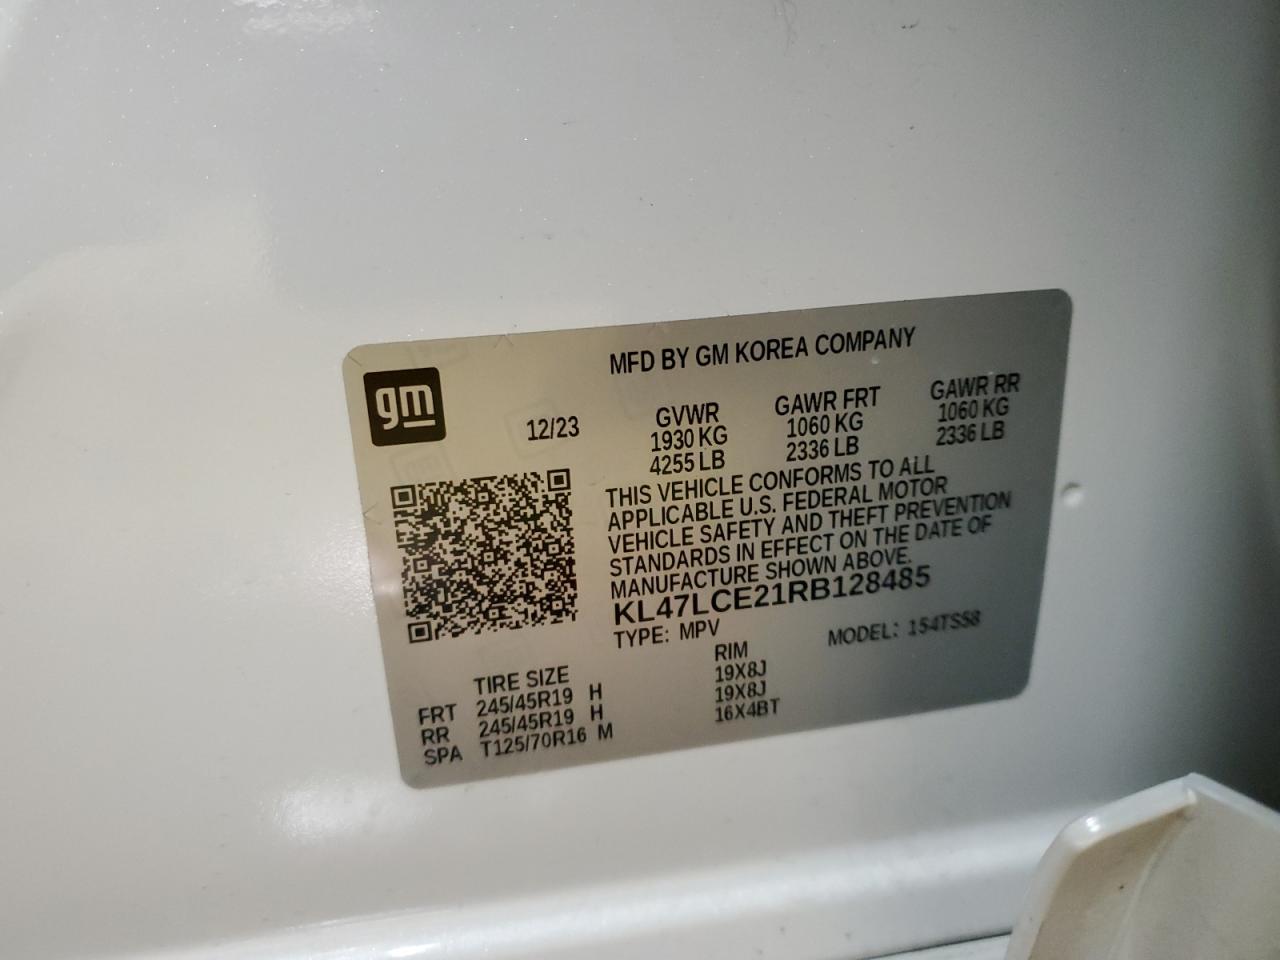 MFD BY GM KOREA COMPANY
gm
12/23
GVWR GAWR FRT GAWR RR
1930 KG 1060 KG 1060 KG
4255 LB 2336 LB 2336 LB
THIS VEHICLE CONFORMS TO ALL
APPLICABLE U.S. FEDERAL MOTOR
VEHICLE SAFETY AND THEFT PREVENTION
STANDARDS IN EFFECT ON THE DATE OF
MANUFACTURE SHOWN ABOVE.
KL47LCE21RB128485
TYPE: MPV MODEL: 154TS58
TIRE SIZE RIM
FRT 245/45R19 H 19X8J
RR 245/45R19 H 19X8J
SPA T125/70R16 M 16X4BT